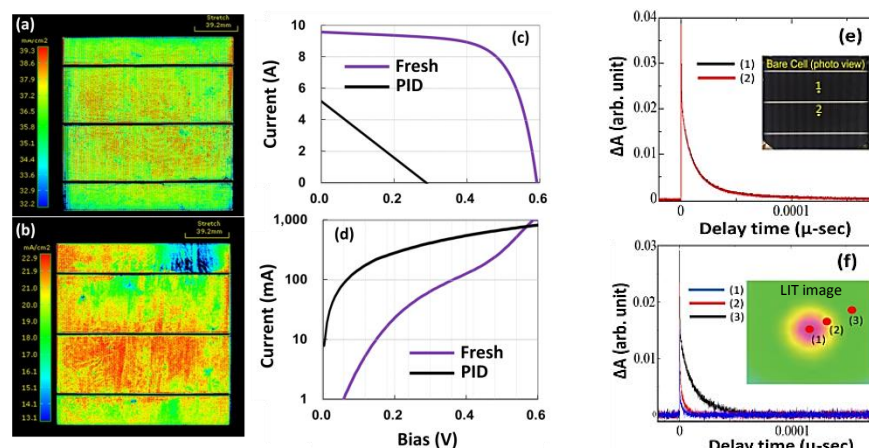 (a)
Stretch
39.2mm
mA/cm2
39.3
38.6
37.9
37.2
36.5
35.8
35.1
34.4
33.6
32.9
32.2
(b)
Stretch
39.2mm
mA/cm2
22.9
21.9
20.9
20.0
19.0
18.0
17.0
16.1
15.1
14.1
13.1
(c)
Current (A)
12
10
8
6
4
2
0
Fresh
PID
0.0 0.2 0.4 0.6
(d)
Current (mA)
1,000
100
10
1
Fresh
PID
0.0 0.2 0.4 0.6
Bias (V)
(e)
ΔA (arb. unit)
0.04
0.03
0.02
0.01
0
(1)
(2)
Bare Cell (photo view)
1
2
0 0.0001
Delay time (μ-sec)
(f)
ΔA (arb. unit)
0.03
0.02
0.01
0
(1)
(2)
(3)
LIT image
(1)
(2)
(3)
0 0.0001
Delay time (μ-sec)